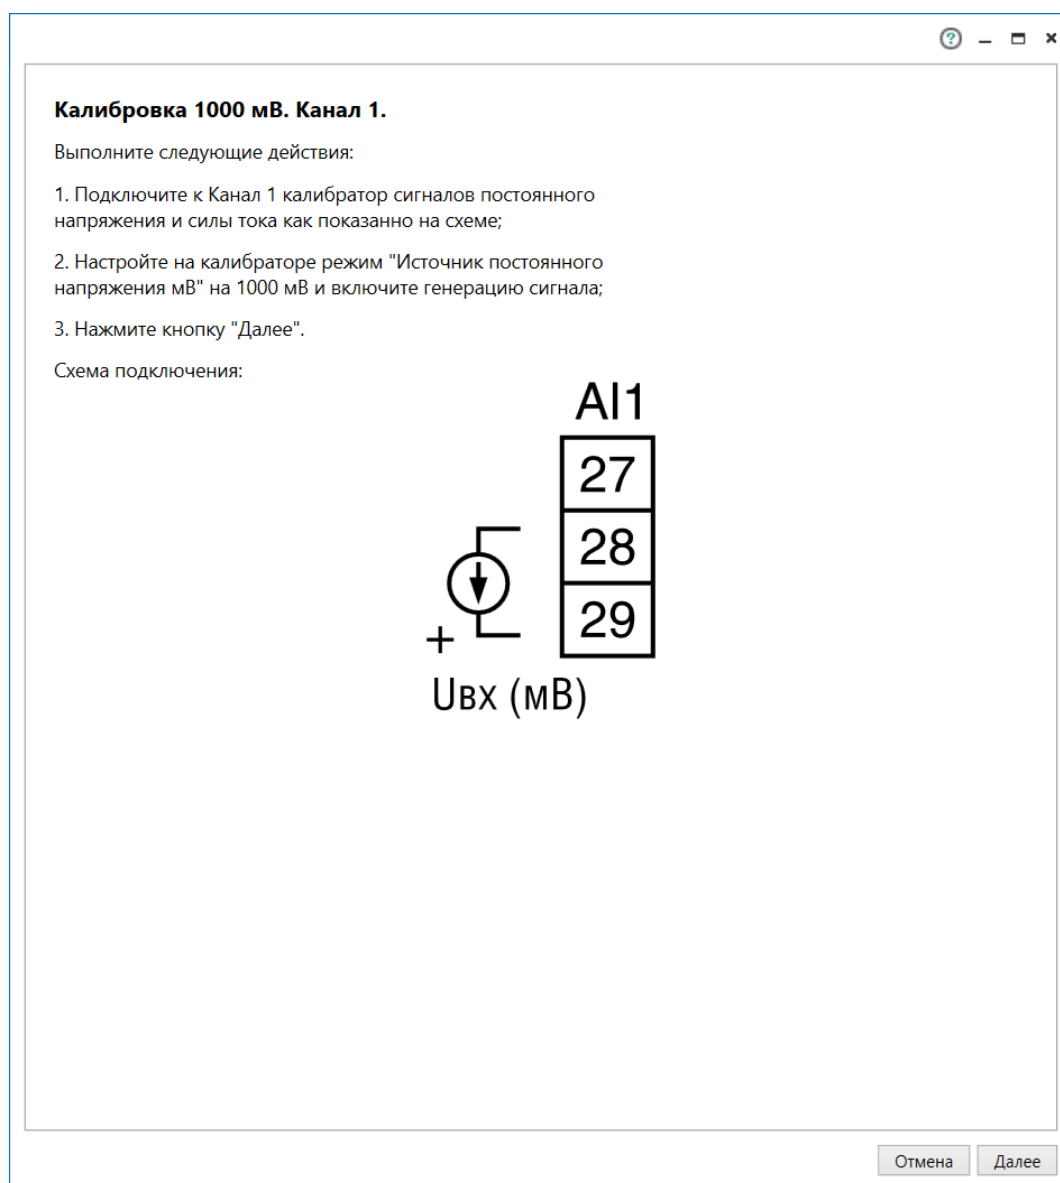 Калибровка 1000 мВ. Канал 1.
Выполните следующие действия:
1. Подключите к Канал 1 калибратор сигналов постоянного
напряжения и силы тока как показанно на схеме;
2. Настройте на калибраторе режим "Источник постоянного
напряжения мВ" на 1000 мВ и включите генерацию сигнала;
3. Нажмите кнопку "Далее".
Схема подключения:
AI1
27
28
29
+
Uвх (мВ)
Отмена
Далее